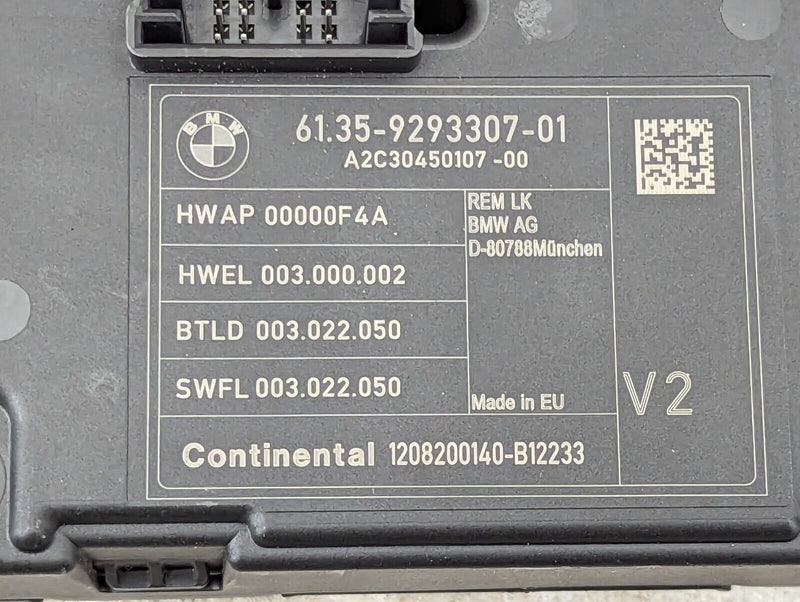 BMW
61.35-9293307-01
A2C30450107 -00
HWAP 00000F4A
REM LK
BMW AG
D-80788München
HWEL 003.000.002
BTLD 003.022.050
SWFL 003.022.050
Made in EU
V2
Continental 1208200140-B12233